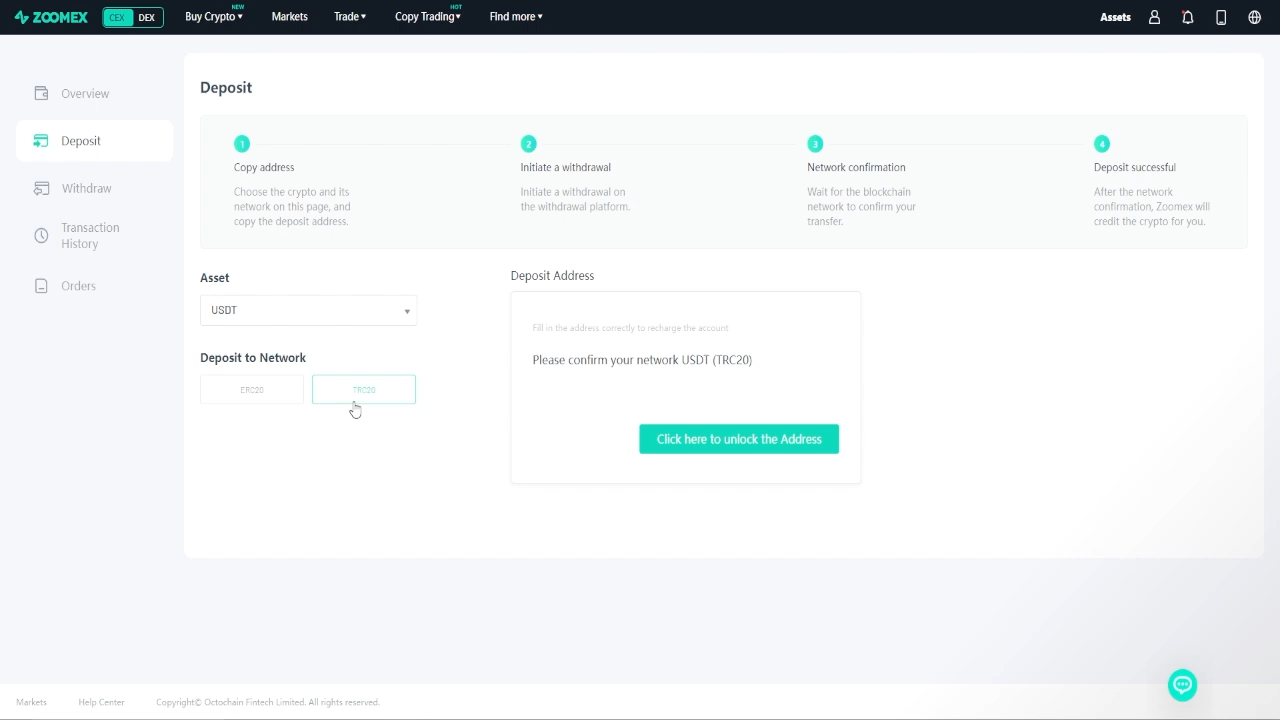 ZOOMEX
CEX DEX
Buy Crypto NEW
Markets
Trade
Copy Trading HOT
Find more
Assets
Overview
Deposit
Withdraw
Transaction
History
Orders
Deposit
1
Copy address
Choose the crypto and its
network on this page, and
copy the deposit address.
2
Initiate a withdrawal
Initiate a withdrawal on
the withdrawal platform.
3
Network confirmation
Wait for the blockchain
network to confirm your
transfer.
4
Deposit successful
After the network
confirmation, Zoomex will
credit the crypto for you.
Asset
USDT
Deposit to Network
ERC20
TRC20
Deposit Address
Fill in the address correctly to recharge the account
Please confirm your network USDT (TRC20)
Click here to unlock the Address
Markets
Help Center
Copyright© Octochain Fintech Limited. All rights reserved.